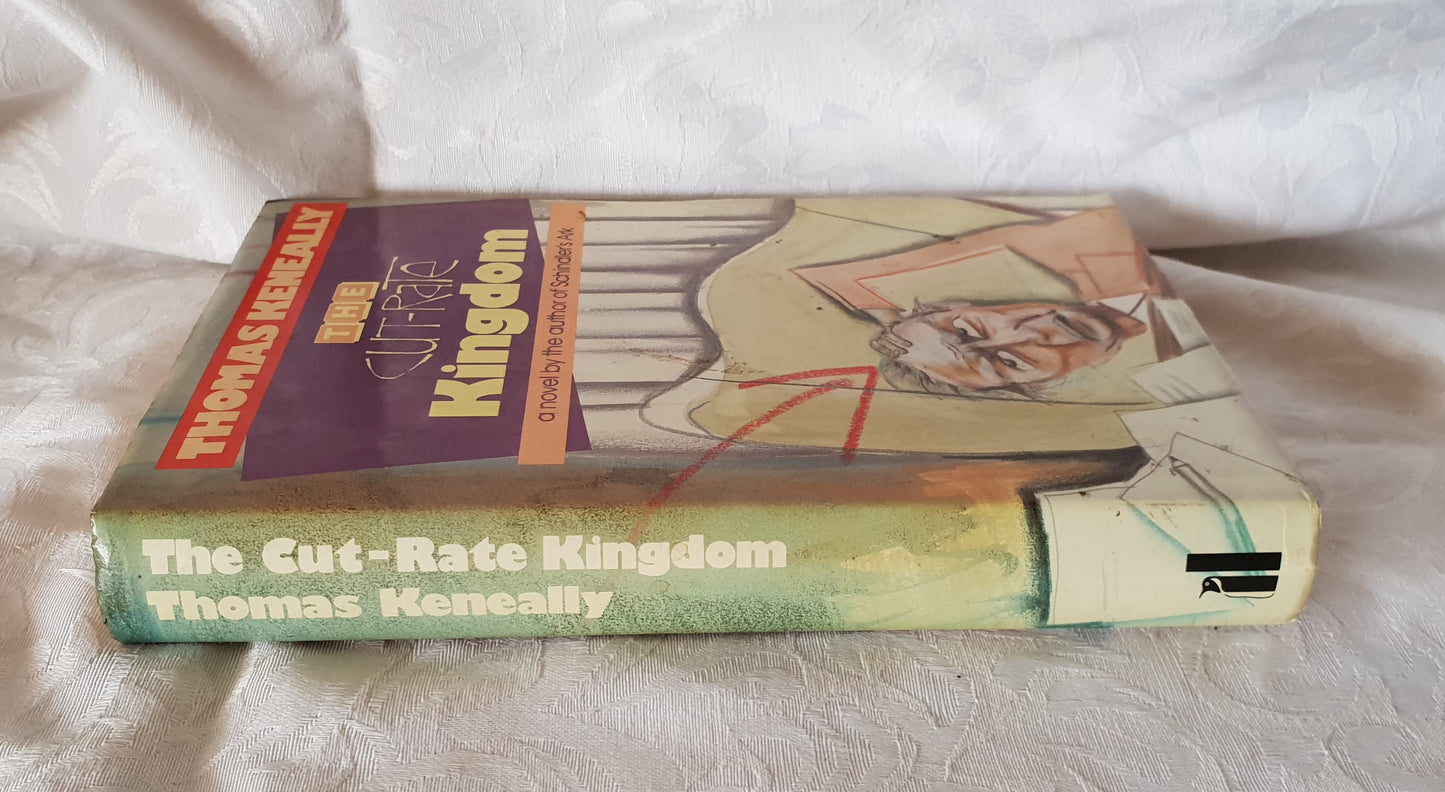 THOMAS KENEALLY
THE
CUT-RATE
Kingdom
a novel by the author of Schindler's Ark
The Cut-Rate Kingdom
Thomas Keneally